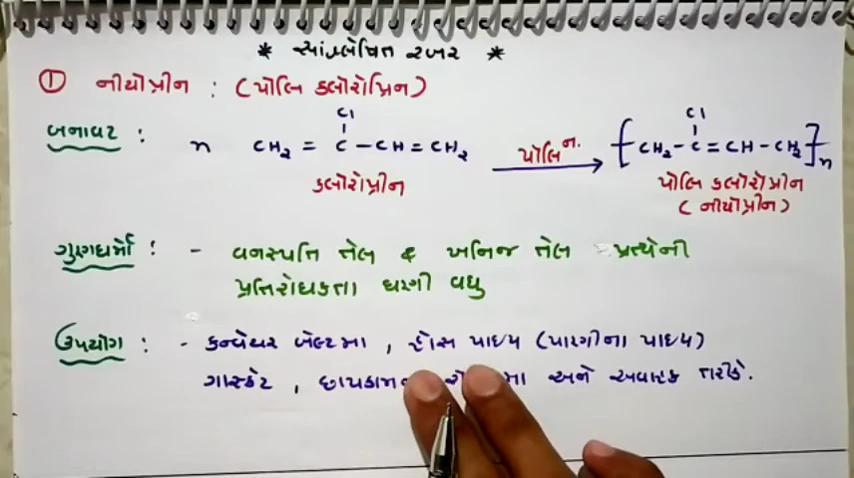 * સાંશ્લેષિત રબર *
① નીયોપ્રીન : (પોલિ ક્લોરોપ્રિન)
બનાવટ : n CH₂ = C(Cl) – CH = CH₂ પોલિન. → [CH₂ – C(Cl) = CH – CH₂]n
ક્લોરોપ્રીન પોલિ ક્લોરોપ્રીન
(નીયોપ્રીન)
ગુણધર્મો : - વનસ્પતિ તેલ & ખનિજ તેલ પ્રત્યેની
પ્રતિરોધકતા ઘણી વધુ
ઉપયોગ : - કન્વેયર બેલ્ટમા , હોસ પાઇપ (પાણીના પાઇપ)
ગાસ્કેટ , છાપકામ મા અને અવાહક તરીકે.